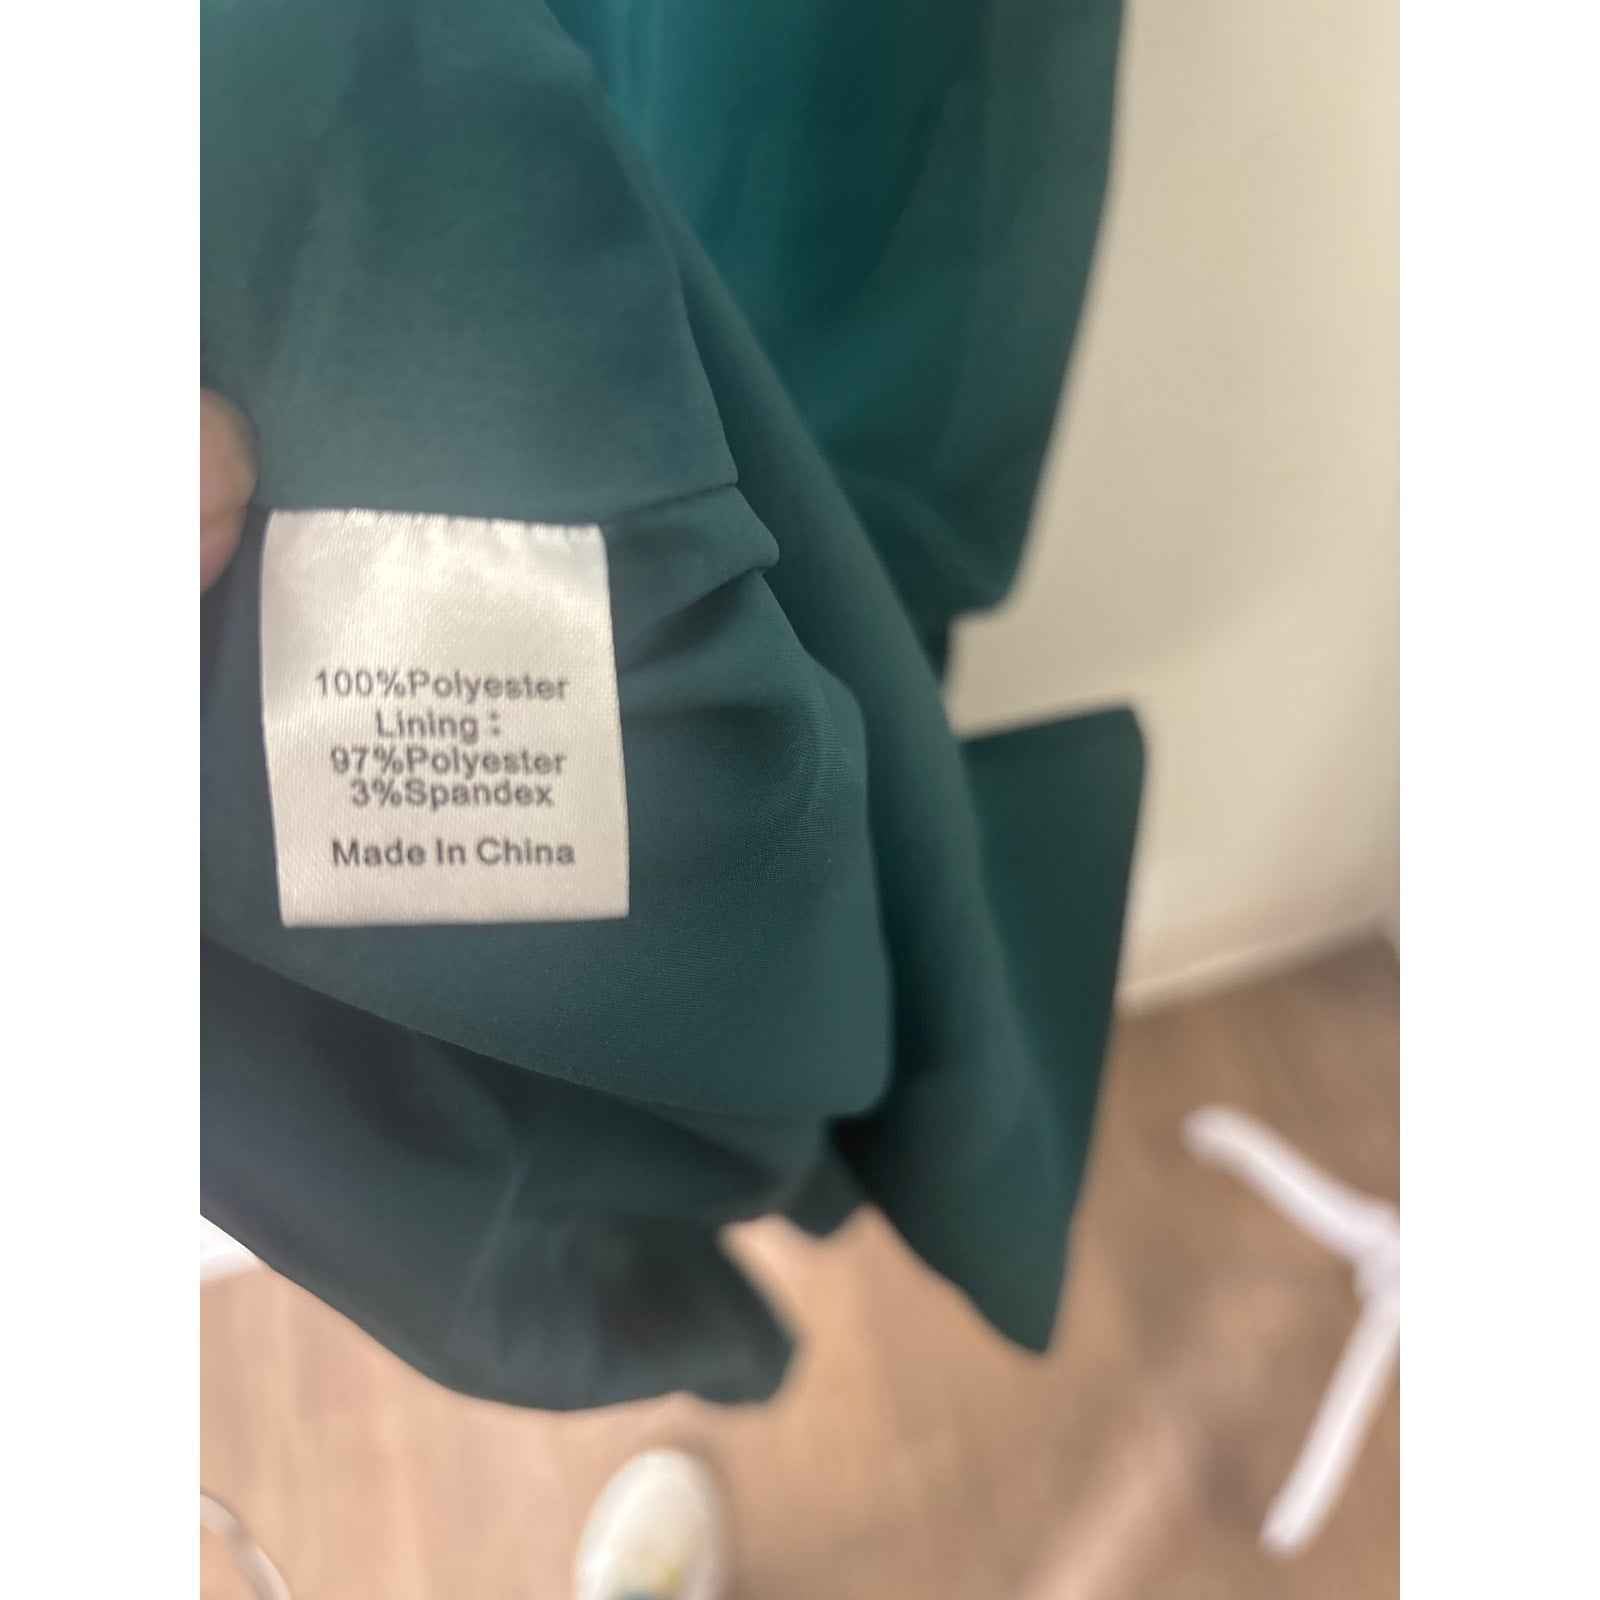 100%Polyester
Lining:
97%Polyester
3%Spandex
Made In China